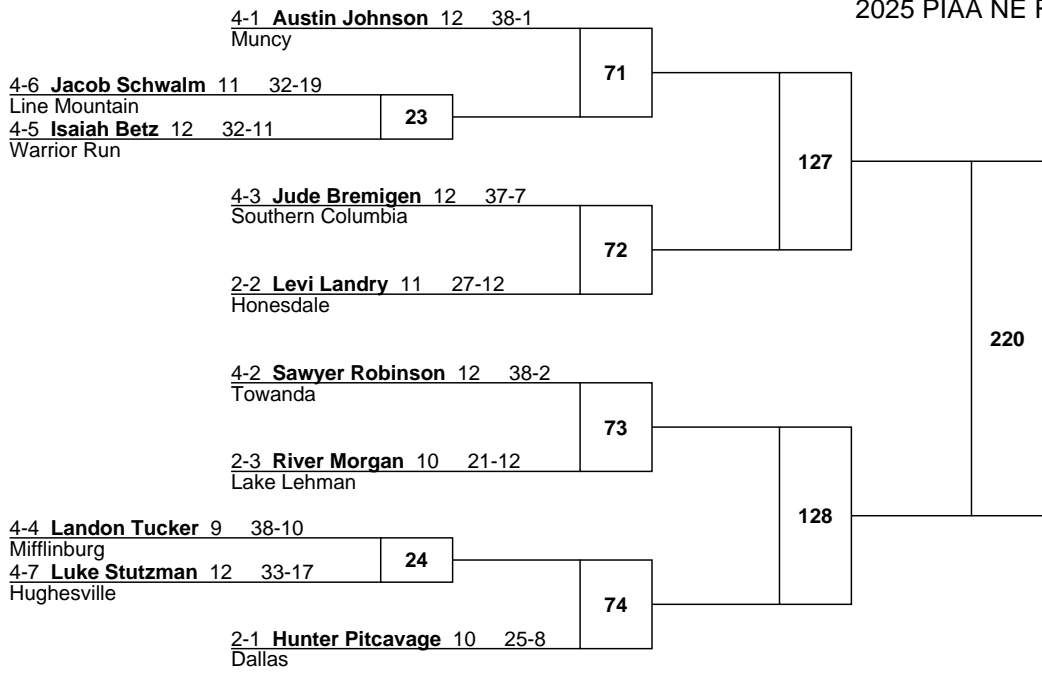 2025 PIAA NE
4-1 Austin Johnson 12 38-1
Muncy
71
4-6 Jacob Schwalm 11 32-19
Line Mountain
23
4-5 Isaiah Betz 12 32-11
Warrior Run
127
4-3 Jude Bremigen 12 37-7
Southern Columbia
72
2-2 Levi Landry 11 27-12
Honesdale
220
4-2 Sawyer Robinson 12 38-2
Towanda
73
2-3 River Morgan 10 21-12
Lake Lehman
128
4-4 Landon Tucker 9 38-10
Mifflinburg
24
4-7 Luke Stutzman 12 33-17
Hughesville
74
2-1 Hunter Pitcavage 10 25-8
Dallas